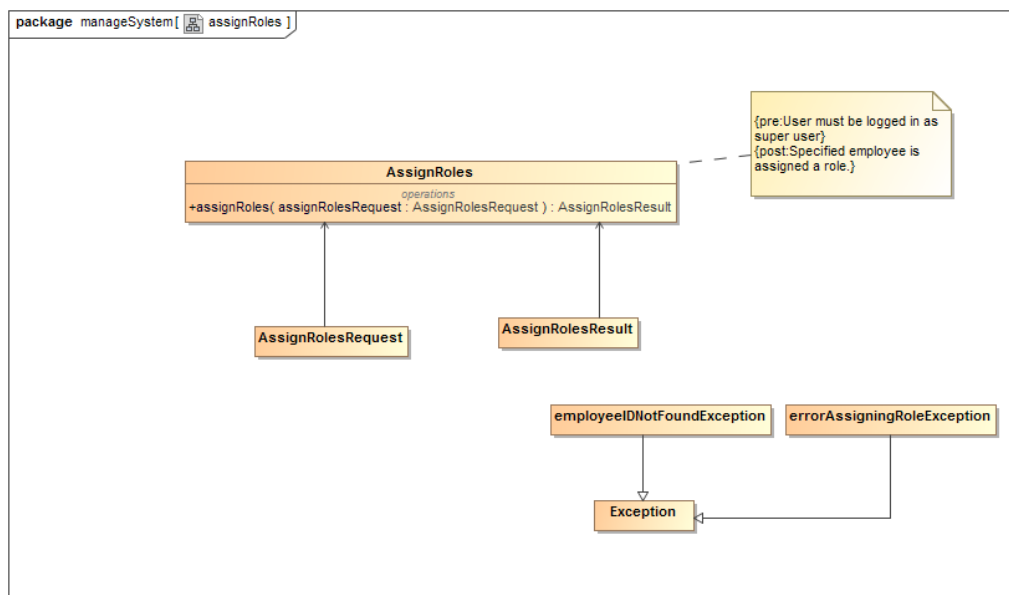 package manageSystem[ assignRoles ]
{pre:User must be logged in as
super user}
{post:Specified employee is
assigned a role.}
AssignRoles
operations
+assignRoles( assignRolesRequest : AssignRolesRequest ) : AssignRolesResult
AssignRolesRequest
AssignRolesResult
employeeIDNotFoundException
errorAssigningRoleException
Exception